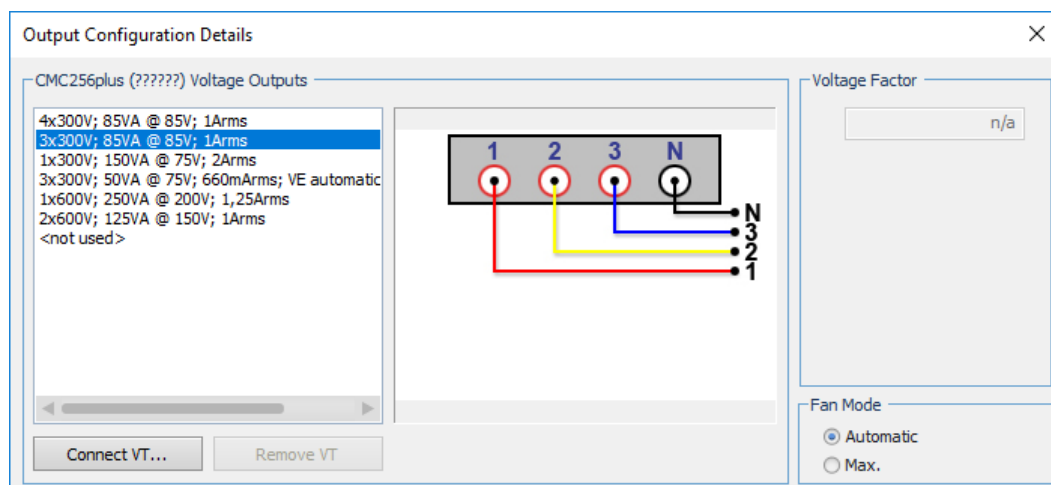 Output Configuration Details
CMC256plus (??????) Voltage Outputs
4x300V; 85VA @ 85V; 1Arms
3x300V; 85VA @ 85V; 1Arms
1x300V; 150VA @ 75V; 2Arms
3x300V; 50VA @ 75V; 660mArms; VE automatic
1x600V; 250VA @ 200V; 1,25Arms
2x600V; 125VA @ 150V; 1Arms
<not used>
1 2 3 N
N
3
2
1
Connect VT...
Remove VT
Voltage Factor
n/a
Fan Mode
Automatic
Max.